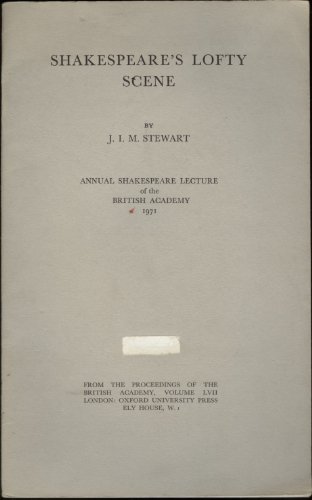 SHAKESPEARE'S LOFTY
SCENE
BY
J. I. M. STEWART
ANNUAL SHAKESPEARE LECTURE
of the
BRITISH ACADEMY
1971
FROM THE PROCEEDINGS OF THE
BRITISH ACADEMY, VOLUME LVII
LONDON: OXFORD UNIVERSITY PRESS
ELY HOUSE, W. 1